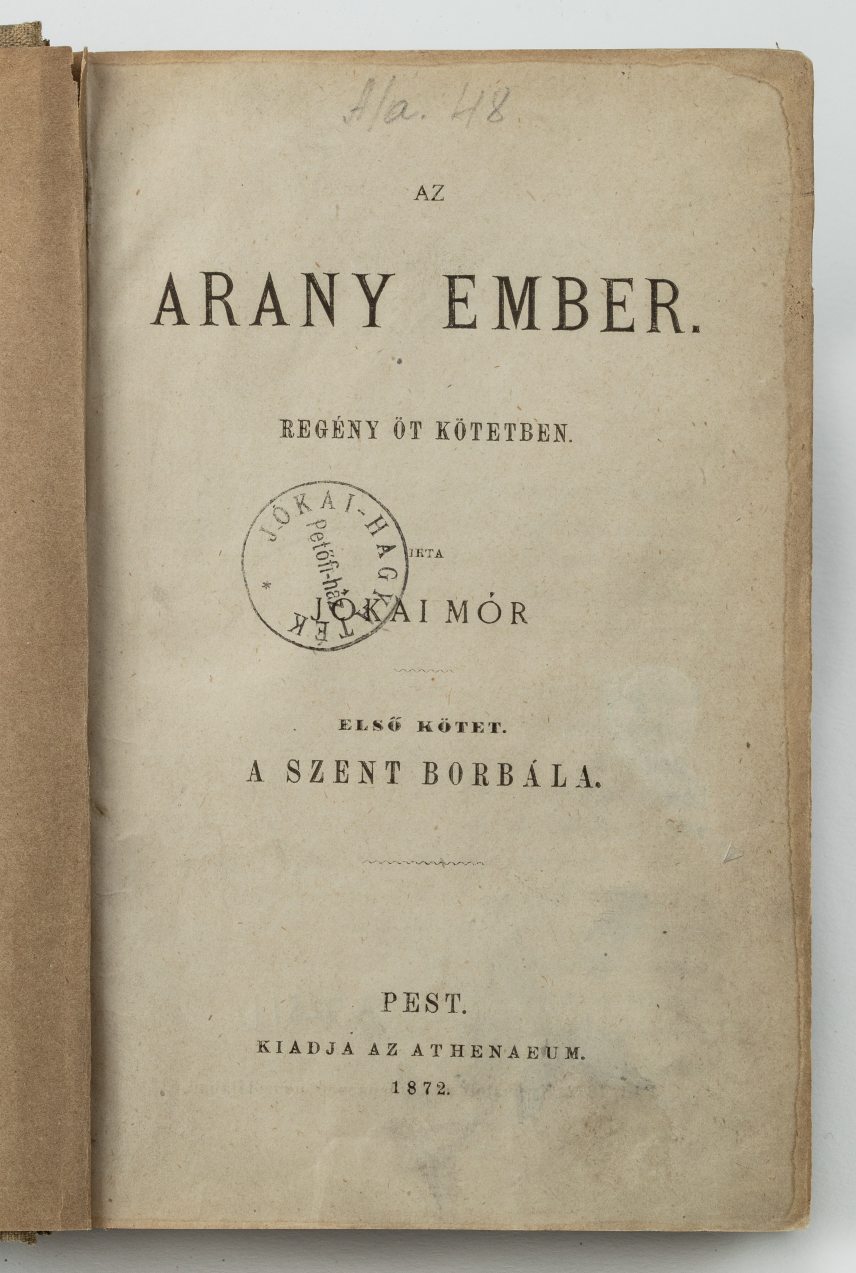 A/a. 48
AZ
ARANY EMBER.
REGÉNY ÖT KÖTETBEN.
IRTA
JÓKAI MÓR
JÓKAI-HAGYATÉK *
Petőfi-ház
ELSŐ KÖTET.
A SZENT BORBÁLA.
PEST.
KIADJA AZ ATHENAEUM.
1872.